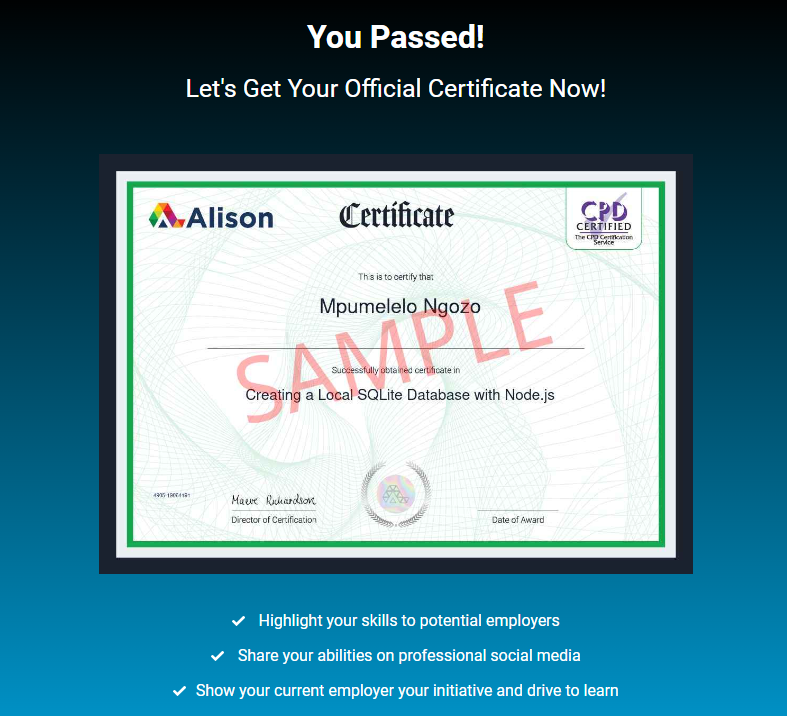 You Passed!
Let's Get Your Official Certificate Now!
Alison
Certificate
CPD
CERTIFIED
The CPD Certification
Service
This is to certify that
Mpumelelo Ngozo
SAMPLE
Successfully obtained certificate in
Creating a Local SQLite Database with Node.js
Maeve Richardson
Director of Certification
Date of Award
Highlight your skills to potential employers
Share your abilities on professional social media
Show your current employer your initiative and drive to learn